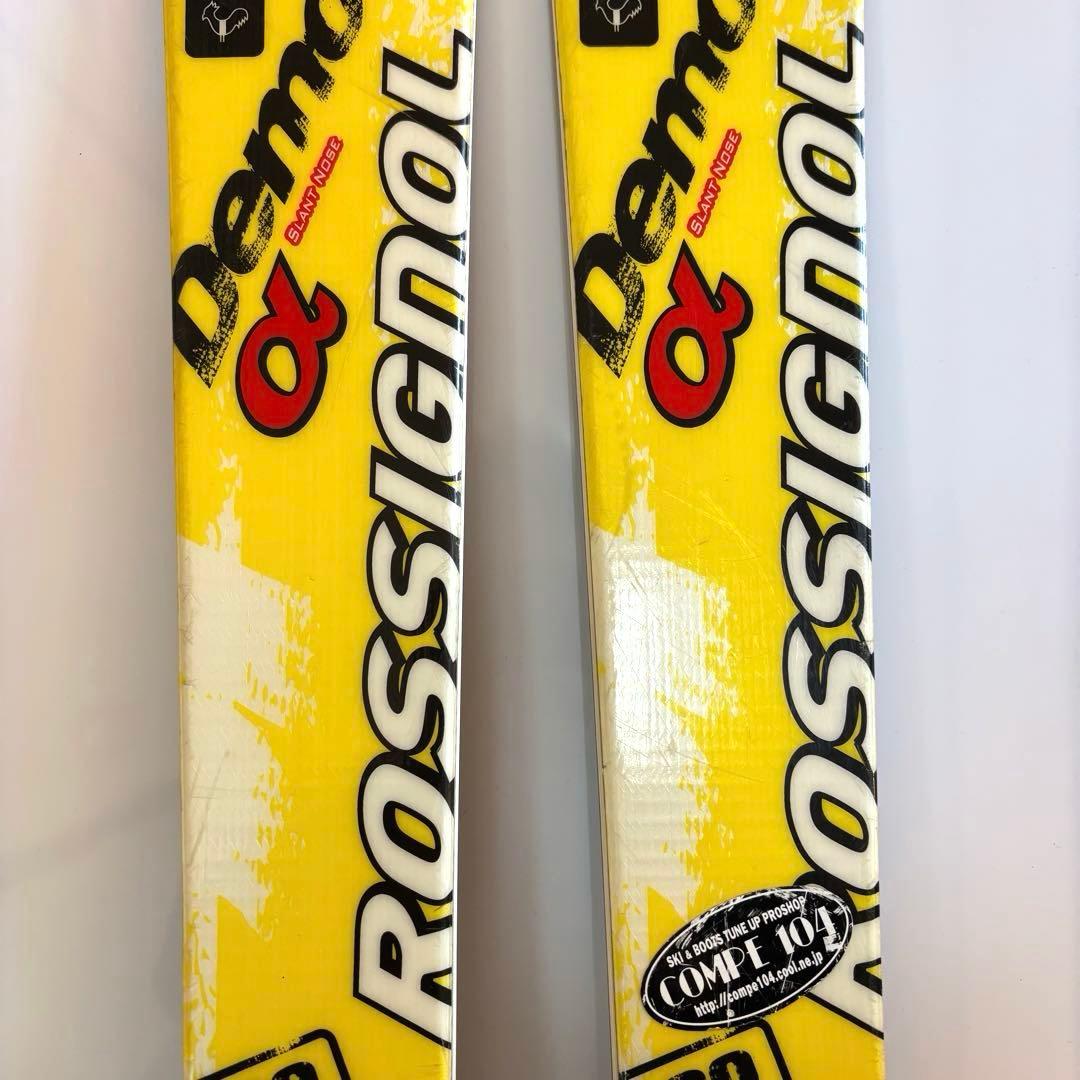 Demo
SLANT NOSE
α
ROSSIGNOL
Demo
SLANT NOSE
α
ROSSIGNOL
SKI & BOOTS TUNE UP PROSHOP
COMPE 104
http://compe104.cool.ne.jp